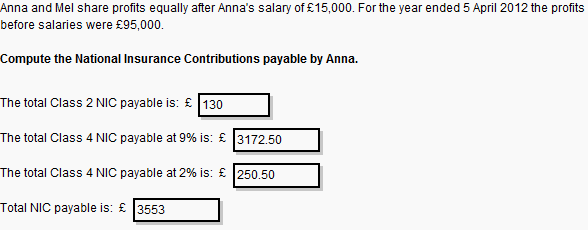 Anna and Mel share profits equally after Anna's salary of £15,000. For the year ended 5 April 2012 the profits
before salaries were £95,000.
Compute the National Insurance Contributions payable by Anna.
The total Class 2 NIC payable is: £ 130
The total Class 4 NIC payable at 9% is: £ 3172.50
The total Class 4 NIC payable at 2% is: £ 250.50
Total NIC payable is: £ 3553